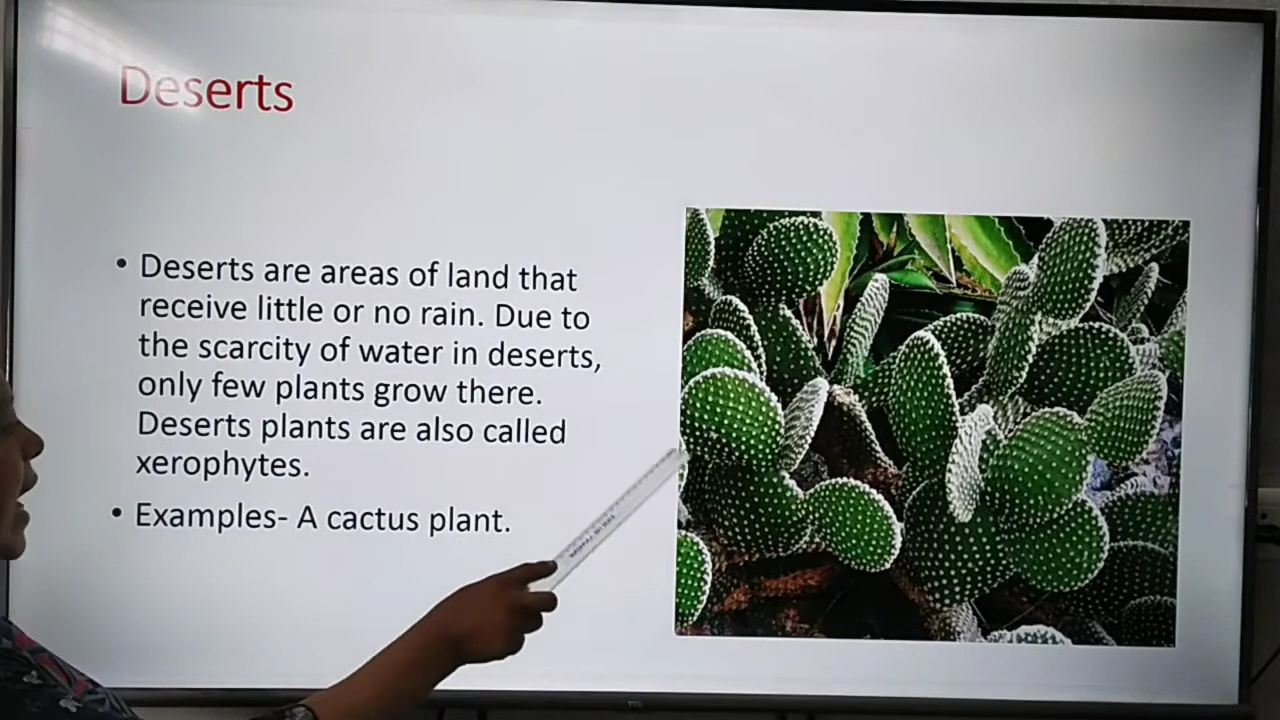 Deserts
• Deserts are areas of land that
receive little or no rain. Due to
the scarcity of water in deserts,
only few plants grow there.
Deserts plants are also called
xerophytes.
• Examples- A cactus plant.